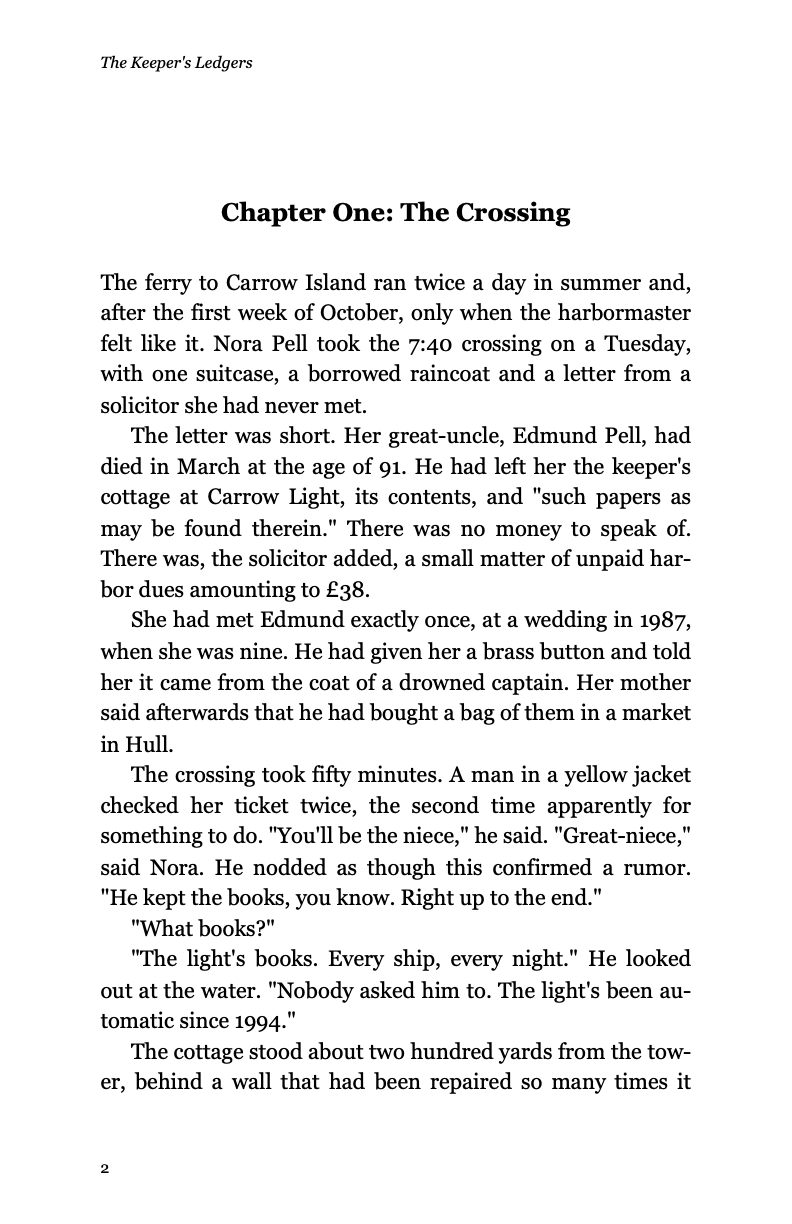 The Keeper's Ledgers
Chapter One: The Crossing
The ferry to Carrow Island ran twice a day in summer and,
after the first week of October, only when the harbormaster
felt like it. Nora Pell took the 7:40 crossing on a Tuesday,
with one suitcase, a borrowed raincoat and a letter from a
solicitor she had never met.
The letter was short. Her great-uncle, Edmund Pell, had
died in March at the age of 91. He had left her the keeper's
cottage at Carrow Light, its contents, and "such papers as
may be found therein." There was no money to speak of.
There was, the solicitor added, a small matter of unpaid har-
bor dues amounting to £38.
She had met Edmund exactly once, at a wedding in 1987,
when she was nine. He had given her a brass button and told
her it came from the coat of a drowned captain. Her mother
said afterwards that he had bought a bag of them in a market
in Hull.
The crossing took fifty minutes. A man in a yellow jacket
checked her ticket twice, the second time apparently for
something to do. "You'll be the niece," he said. "Great-niece,"
said Nora. He nodded as though this confirmed a rumor.
"He kept the books, you know. Right up to the end."
"What books?"
"The light's books. Every ship, every night." He looked
out at the water. "Nobody asked him to. The light's been au-
tomatic since 1994."
The cottage stood about two hundred yards from the tow-
er, behind a wall that had been repaired so many times it
2